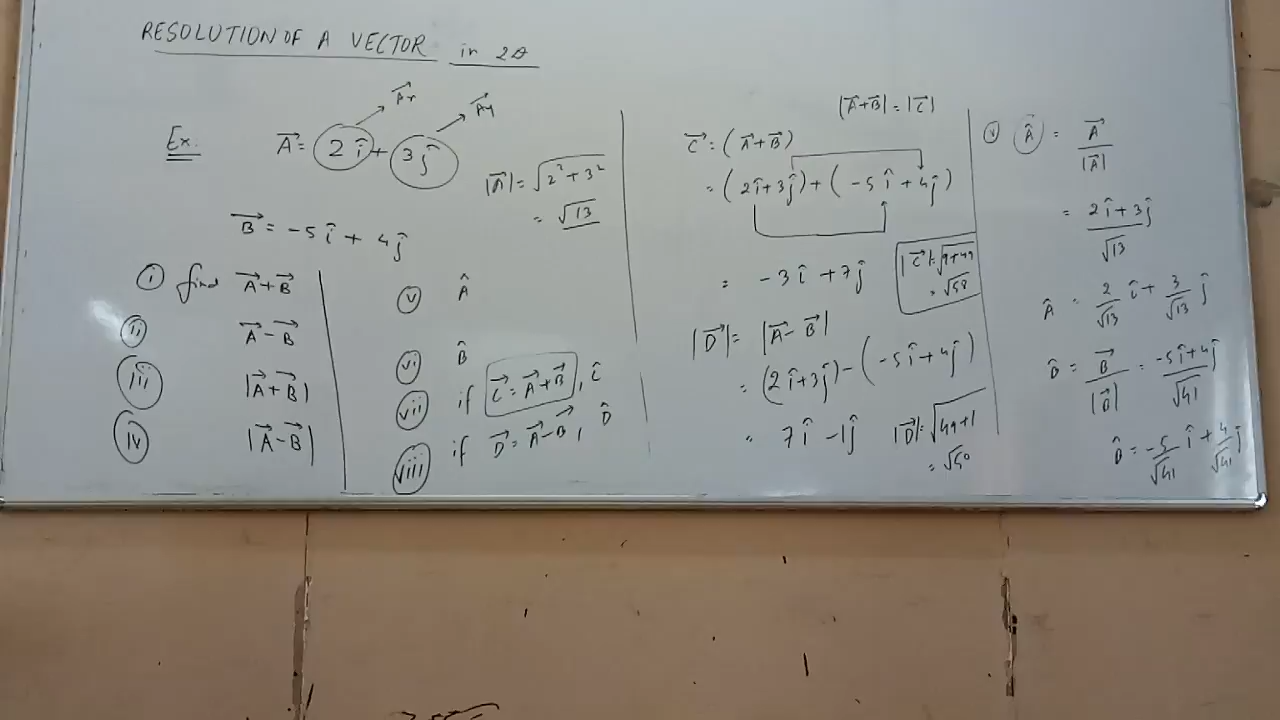 RESOLUTION OF A VECTOR in 2D
Ex. A⃗ = 2î + 3ĵ
A⃗x
A⃗y
|A⃗| = √2² + 3²
= √13
B⃗ = -5î + 4ĵ
(i) find A⃗+B⃗
(ii) A⃗-B⃗
(iii) |A⃗+B⃗|
(iv) |A⃗-B⃗|
(v) Â
(vi) B̂
(vii) if C⃗ = A⃗+B⃗, Ĉ
(viii) if D⃗ = A⃗-B⃗, D̂
|A⃗+B⃗| = |C⃗|
C⃗ = (A⃗+B⃗)
= (2î+3ĵ)+(-5î+4ĵ)
= -3î+7ĵ
|C⃗| = √9+49
= √58
|D⃗| = |A⃗-B⃗|
= (2î+3ĵ)-(-5î+4ĵ)
= 7î-1ĵ
|D⃗| = √49+1
= √50
(v) Â = A⃗/|A⃗|
= 2î+3ĵ/√13
 = 2/√13 î + 3/√13 ĵ
B̂ = B⃗/|B⃗| = -5î+4ĵ/√41
B̂ = -5/√41 î + 4/√41 ĵ